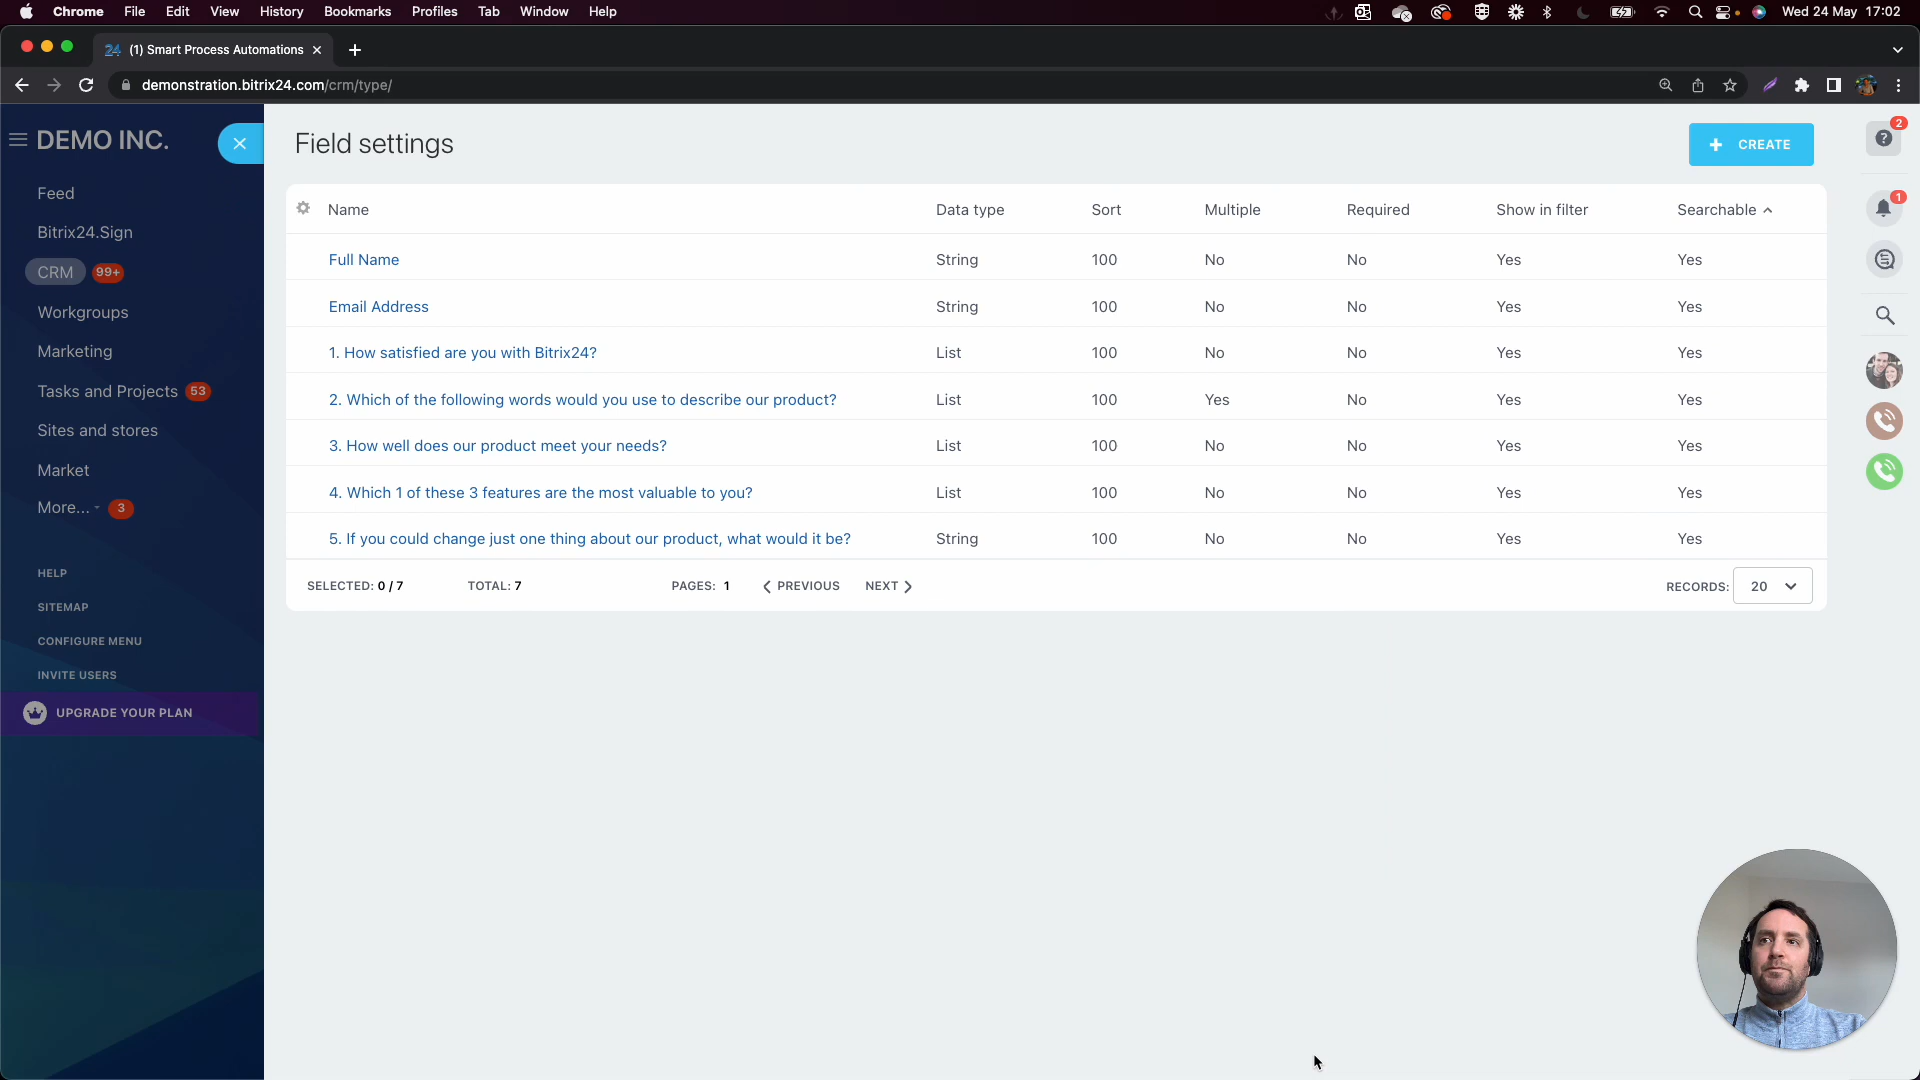 Chrome File Edit View History Bookmarks Profiles Tab Window Help Wed 24 May 17:02
24 (1) Smart Process Automations
demonstration.bitrix24.com/crm/type/
DEMO INC.
Feed
Bitrix24.Sign
CRM 99+
Workgroups
Marketing
Tasks and Projects 53
Sites and stores
Market
More... 3
HELP
SITEMAP
CONFIGURE MENU
INVITE USERS
UPGRADE YOUR PLAN
Field settings
+ CREATE
Name Data type Sort Multiple Required Show in filter Searchable
Full Name String 100 No No Yes Yes
Email Address String 100 No No Yes Yes
1. How satisfied are you with Bitrix24? List 100 No No Yes Yes
2. Which of the following words would you use to describe our product? List 100 Yes No Yes Yes
3. How well does our product meet your needs? List 100 No No Yes Yes
4. Which 1 of these 3 features are the most valuable to you? List 100 No No Yes Yes
5. If you could change just one thing about our product, what would it be? String 100 No No Yes Yes
SELECTED: 0 / 7 TOTAL: 7 PAGES: 1 PREVIOUS NEXT RECORDS: 20
? 2
1